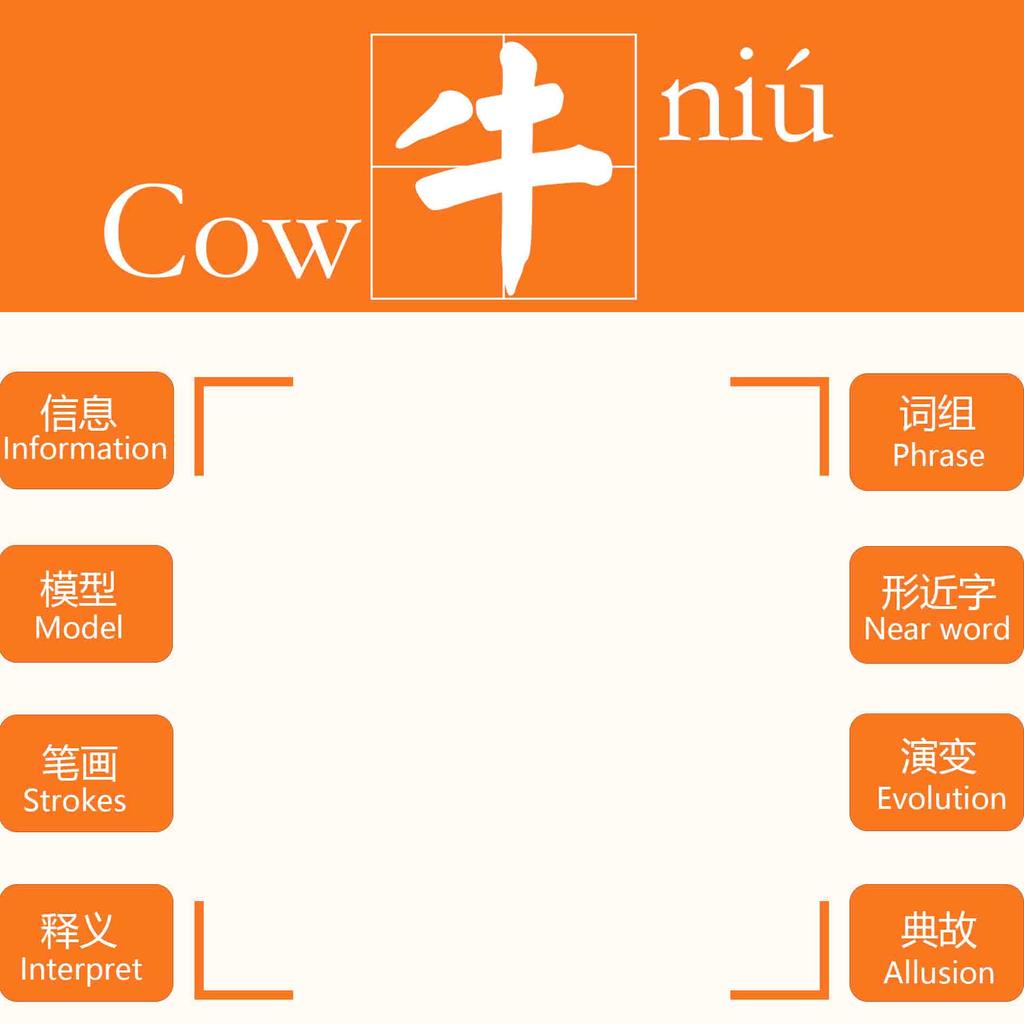 Cow
牛
niú
信息
Information
模型
Model
笔画
Strokes
释义
Interpret
词组
Phrase
形近字
Near word
演变
Evolution
典故
Allusion